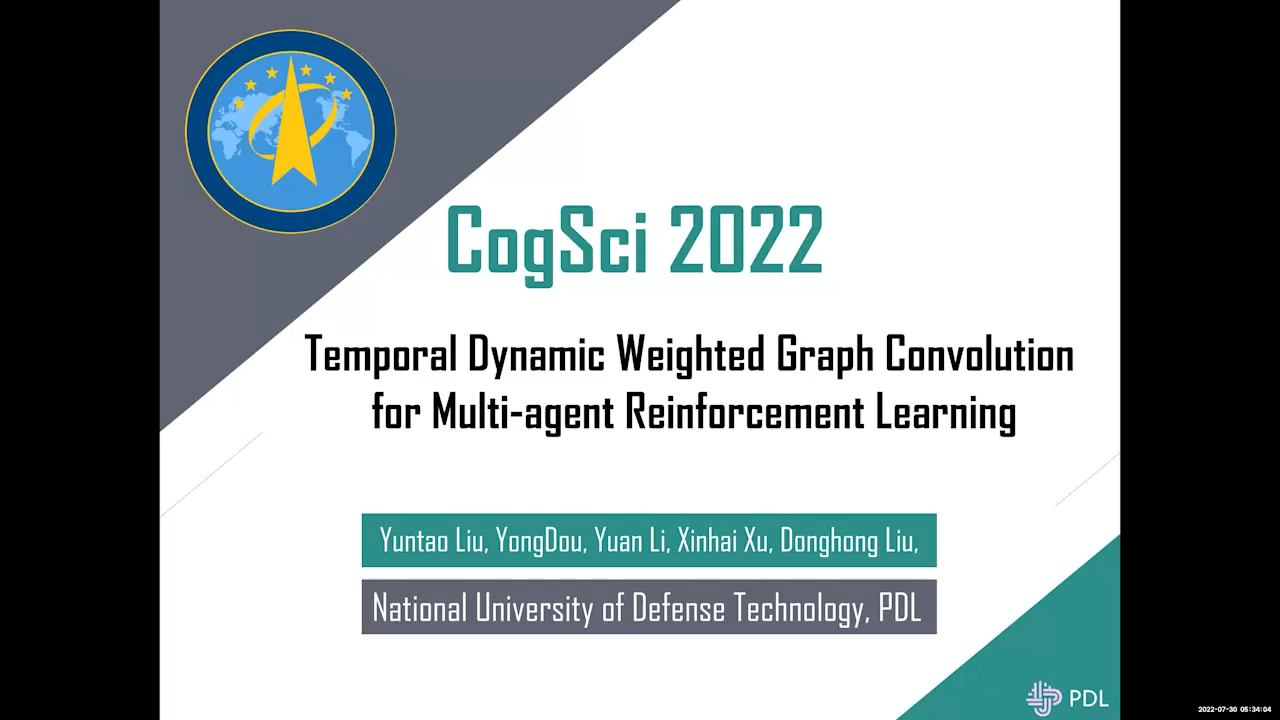 CogSci 2022
Temporal Dynamic Weighted Graph Convolution
for Multi-agent Reinforcement Learning
Yuntao Liu, YongDou, Yuan Li, Xinhai Xu, Donghong Liu,
National University of Defense Technology, PDL
PDL
2022-07-30 05:34:04